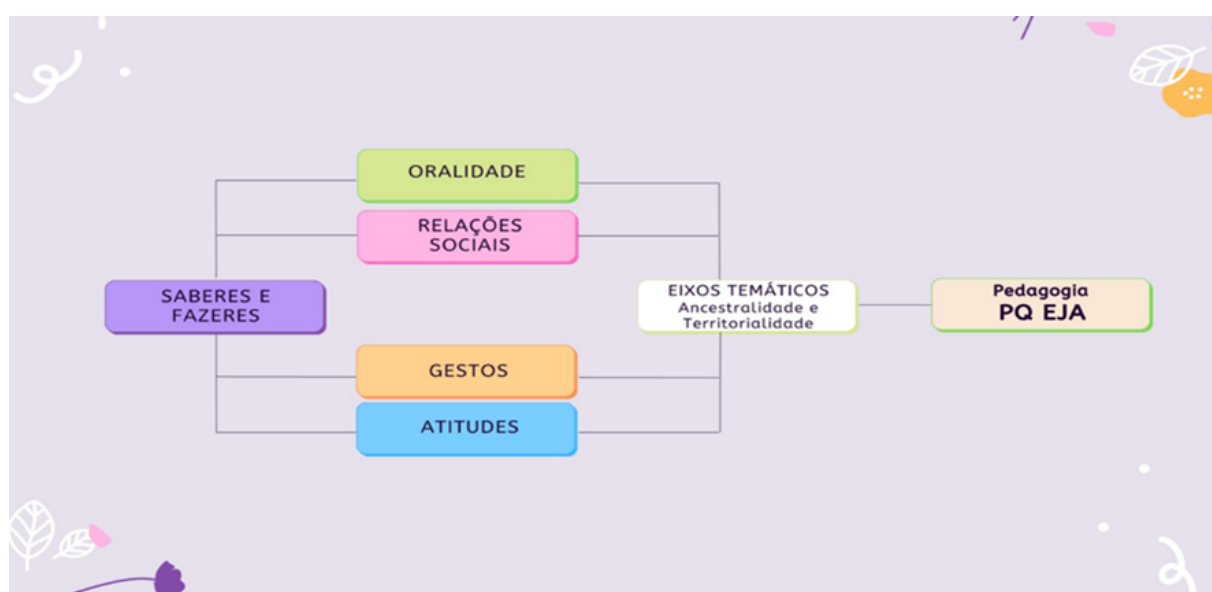 ORALIDADE
RELAÇÕES
SOCIAIS
SABERES E
FAZERES
GESTOS
ATITUDES
EIXOS TEMÁTICOS
Ancestralidade e
Territorialidade
Pedagogia
PQ EJA